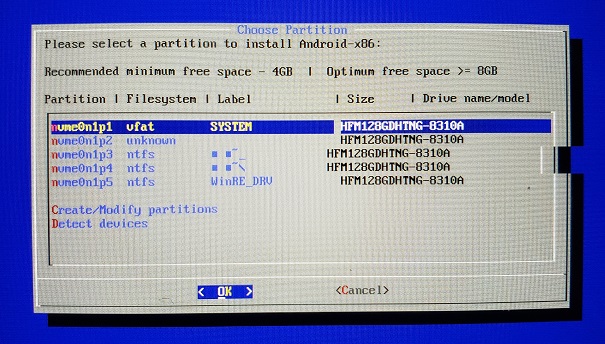 Choose Partition
Please select a partition to install Android-x86:
Recommended minimum free space - 4GB | Optimum free space >= 8GB
Partition | Filesystem | Label | Size | Drive name/model
nvme0n1p1 vfat SYSTEM HFM128GDHTNG-8310A
nvme0n1p2 unknown HFM128GDHTNG-8310A
nvme0n1p3 ntfs HFM128GDHTNG-8310A
nvme0n1p4 ntfs HFM128GDHTNG-8310A
nvme0n1p5 ntfs WinRE_DRV HFM128GDHTNG-8310A
Create/Modify partitions
Detect devices
< OK > <Cancel>